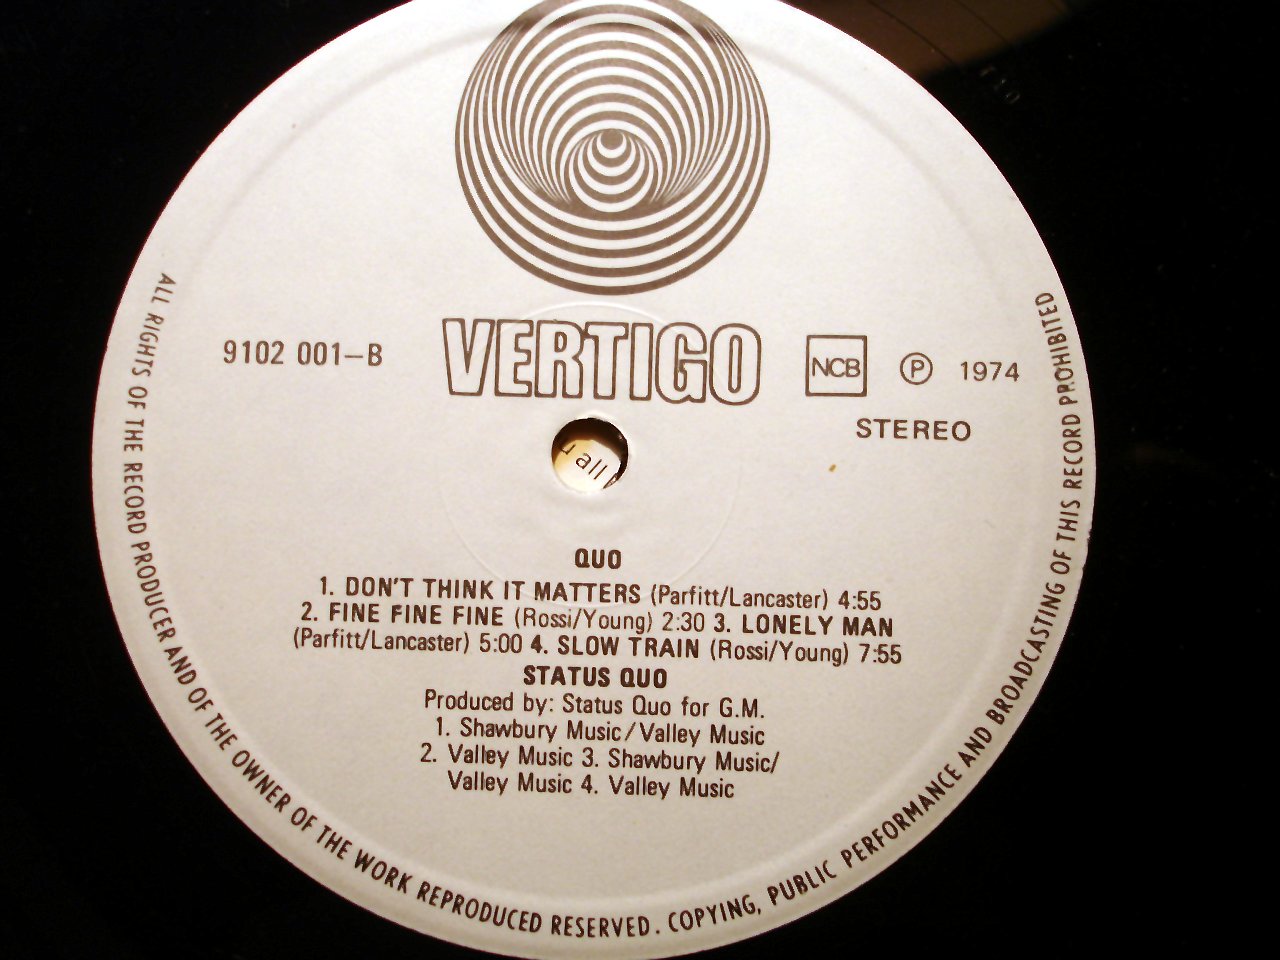 VERTIGO
9102 001-B
NCB
Ⓟ 1974
STEREO
all
QUO
1. DON'T THINK IT MATTERS (Parfitt/Lancaster) 4:55
2. FINE FINE FINE (Rossi/Young) 2:30 3. LONELY MAN
(Parfitt/Lancaster) 5:00 4. SLOW TRAIN (Rossi/Young) 7:55
STATUS QUO
Produced by: Status Quo for G.M.
1. Shawbury Music/Valley Music
2. Valley Music 3. Shawbury Music/
Valley Music 4. Valley Music
ALL RIGHTS OF THE RECORD PRODUCER AND OF THE OWNER OF THE WORK REPRODUCED RESERVED. COPYING, PUBLIC PERFORMANCE AND BROADCASTING OF THIS RECORD PROHIBITED